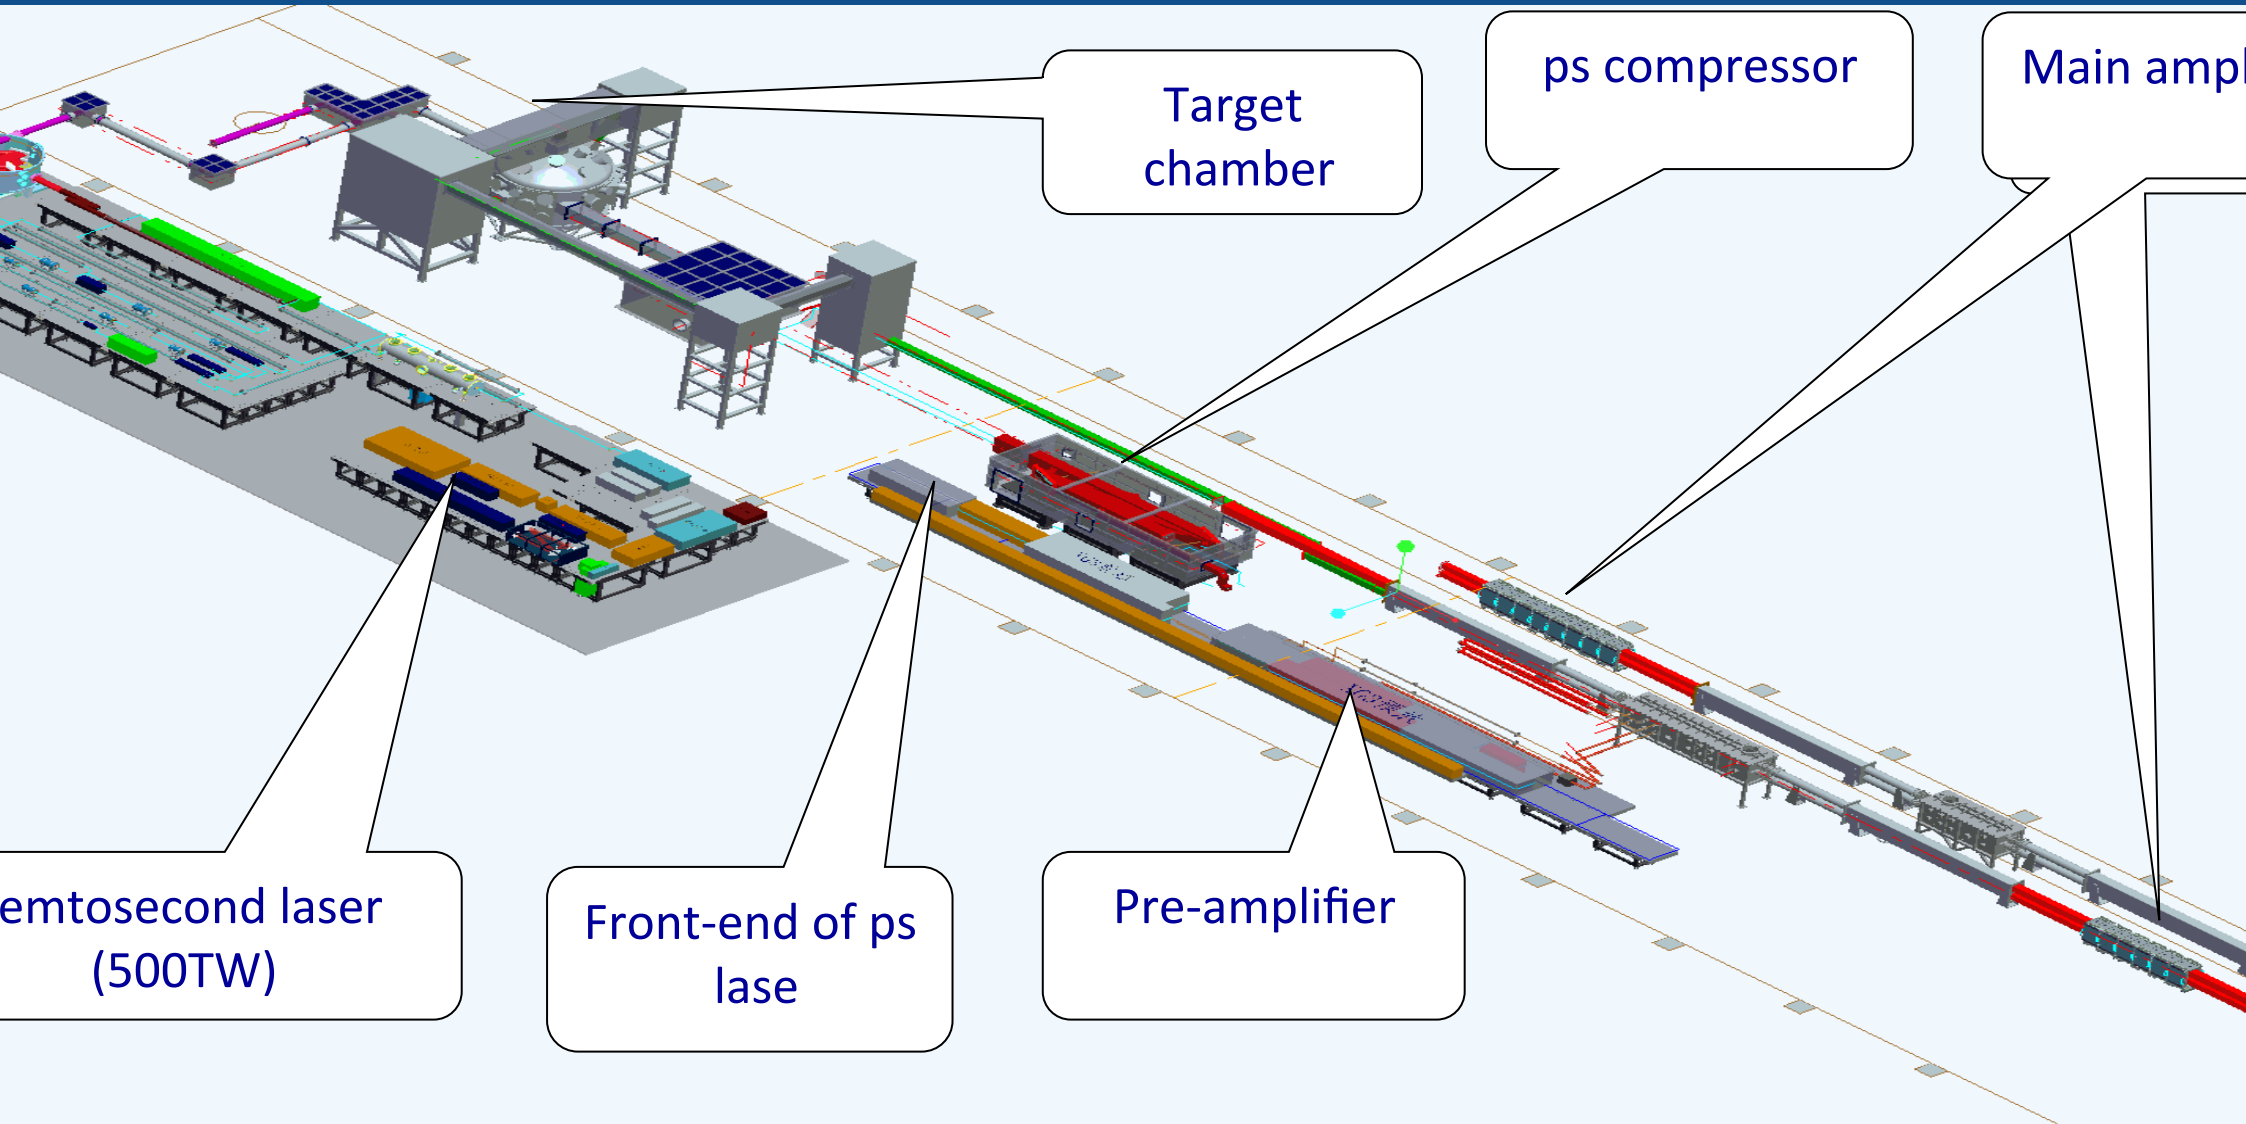 Target
chamber
ps compressor
Main ampl
emtosecond laser
(500TW)
Front-end of ps
lase
Pre-amplifier